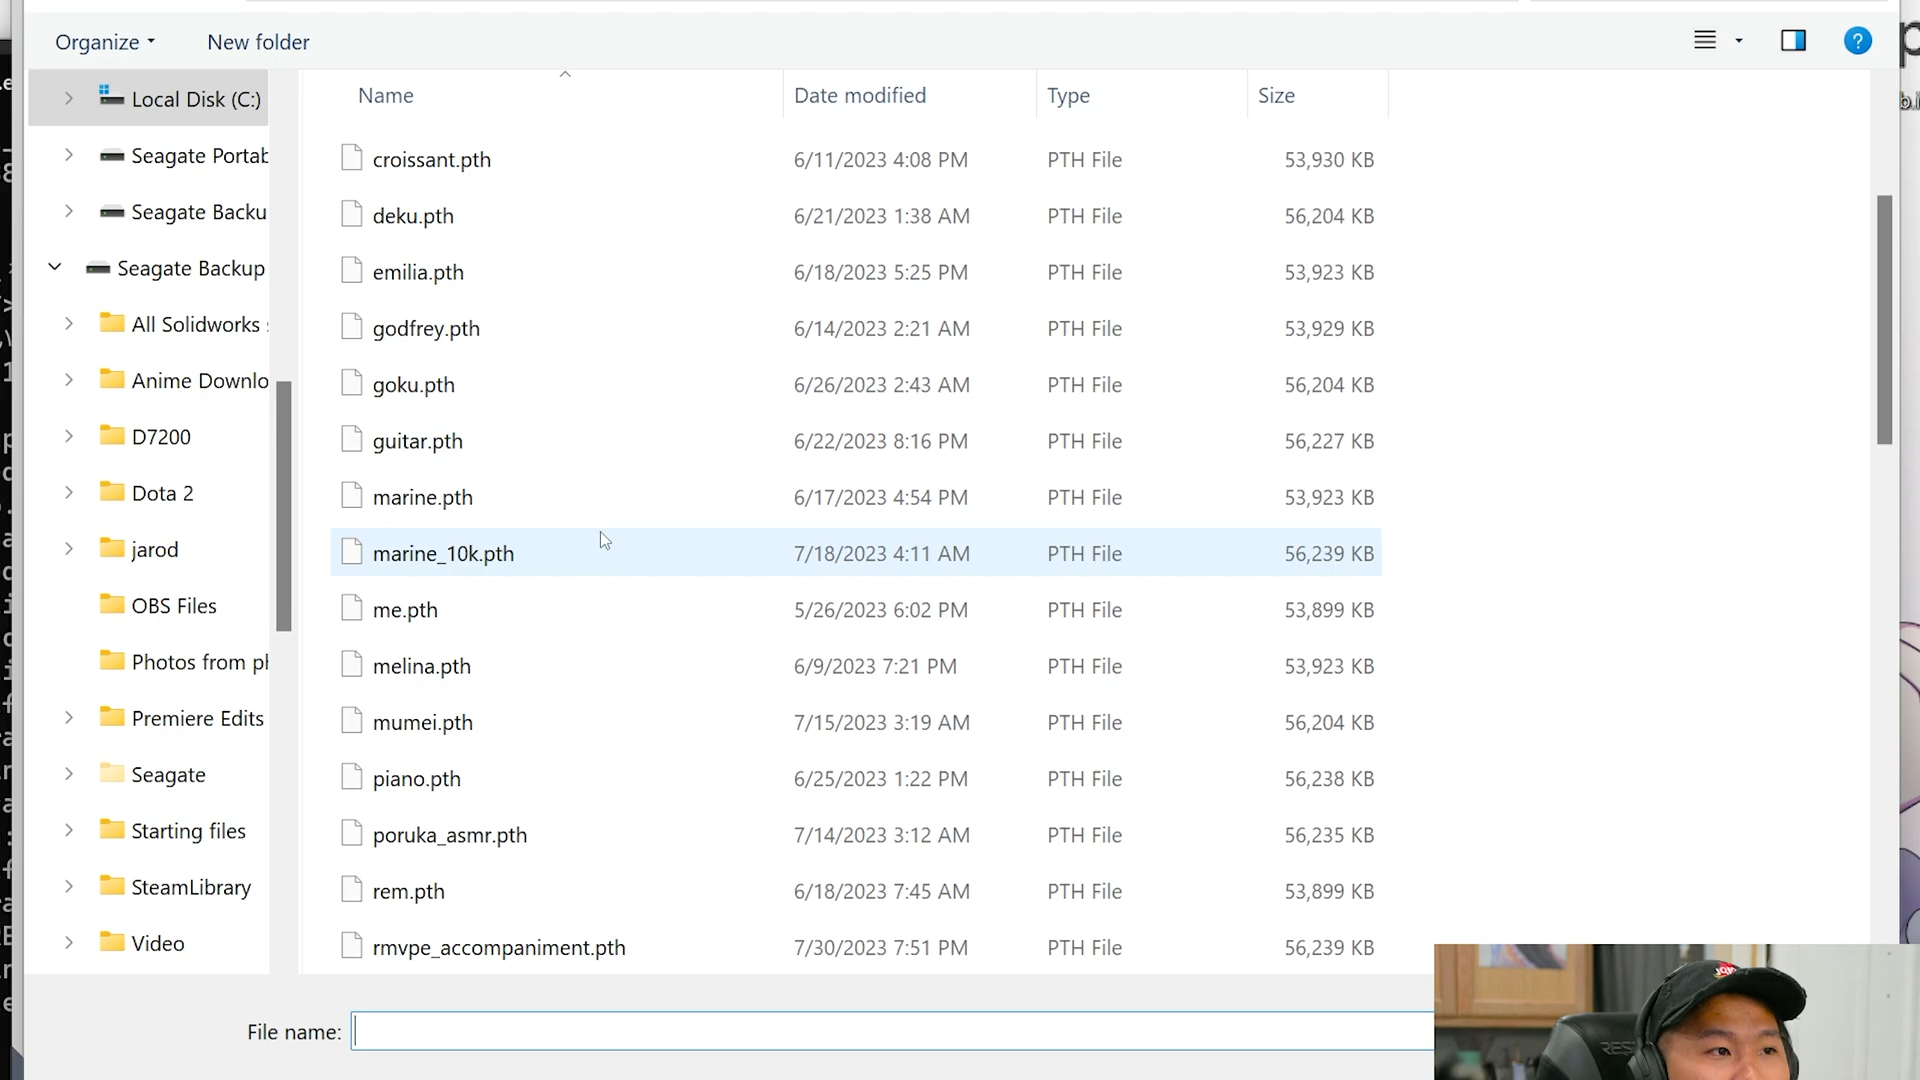 Organize New folder
Name Date modified Type Size
Local Disk (C:)
Seagate Portab
Seagate Backu
Seagate Backup
All Solidworks
Anime Downlo
D7200
Dota 2
jarod
OBS Files
Photos from ph
Premiere Edits
Seagate
Starting files
SteamLibrary
Video
croissant.pth 6/11/2023 4:08 PM PTH File 53,930 KB
deku.pth 6/21/2023 1:38 AM PTH File 56,204 KB
emilia.pth 6/18/2023 5:25 PM PTH File 53,923 KB
godfrey.pth 6/14/2023 2:21 AM PTH File 53,929 KB
goku.pth 6/26/2023 2:43 AM PTH File 56,204 KB
guitar.pth 6/22/2023 8:16 PM PTH File 56,227 KB
marine.pth 6/17/2023 4:54 PM PTH File 53,923 KB
marine_10k.pth 7/18/2023 4:11 AM PTH File 56,239 KB
me.pth 5/26/2023 6:02 PM PTH File 53,899 KB
melina.pth 6/9/2023 7:21 PM PTH File 53,923 KB
mumei.pth 7/15/2023 3:19 AM PTH File 56,204 KB
piano.pth 6/25/2023 1:22 PM PTH File 56,238 KB
poruka_asmr.pth 7/14/2023 3:12 AM PTH File 56,235 KB
rem.pth 6/18/2023 7:45 AM PTH File 53,899 KB
rmvpe_accompaniment.pth 7/30/2023 7:51 PM PTH File 56,239 KB
File name: